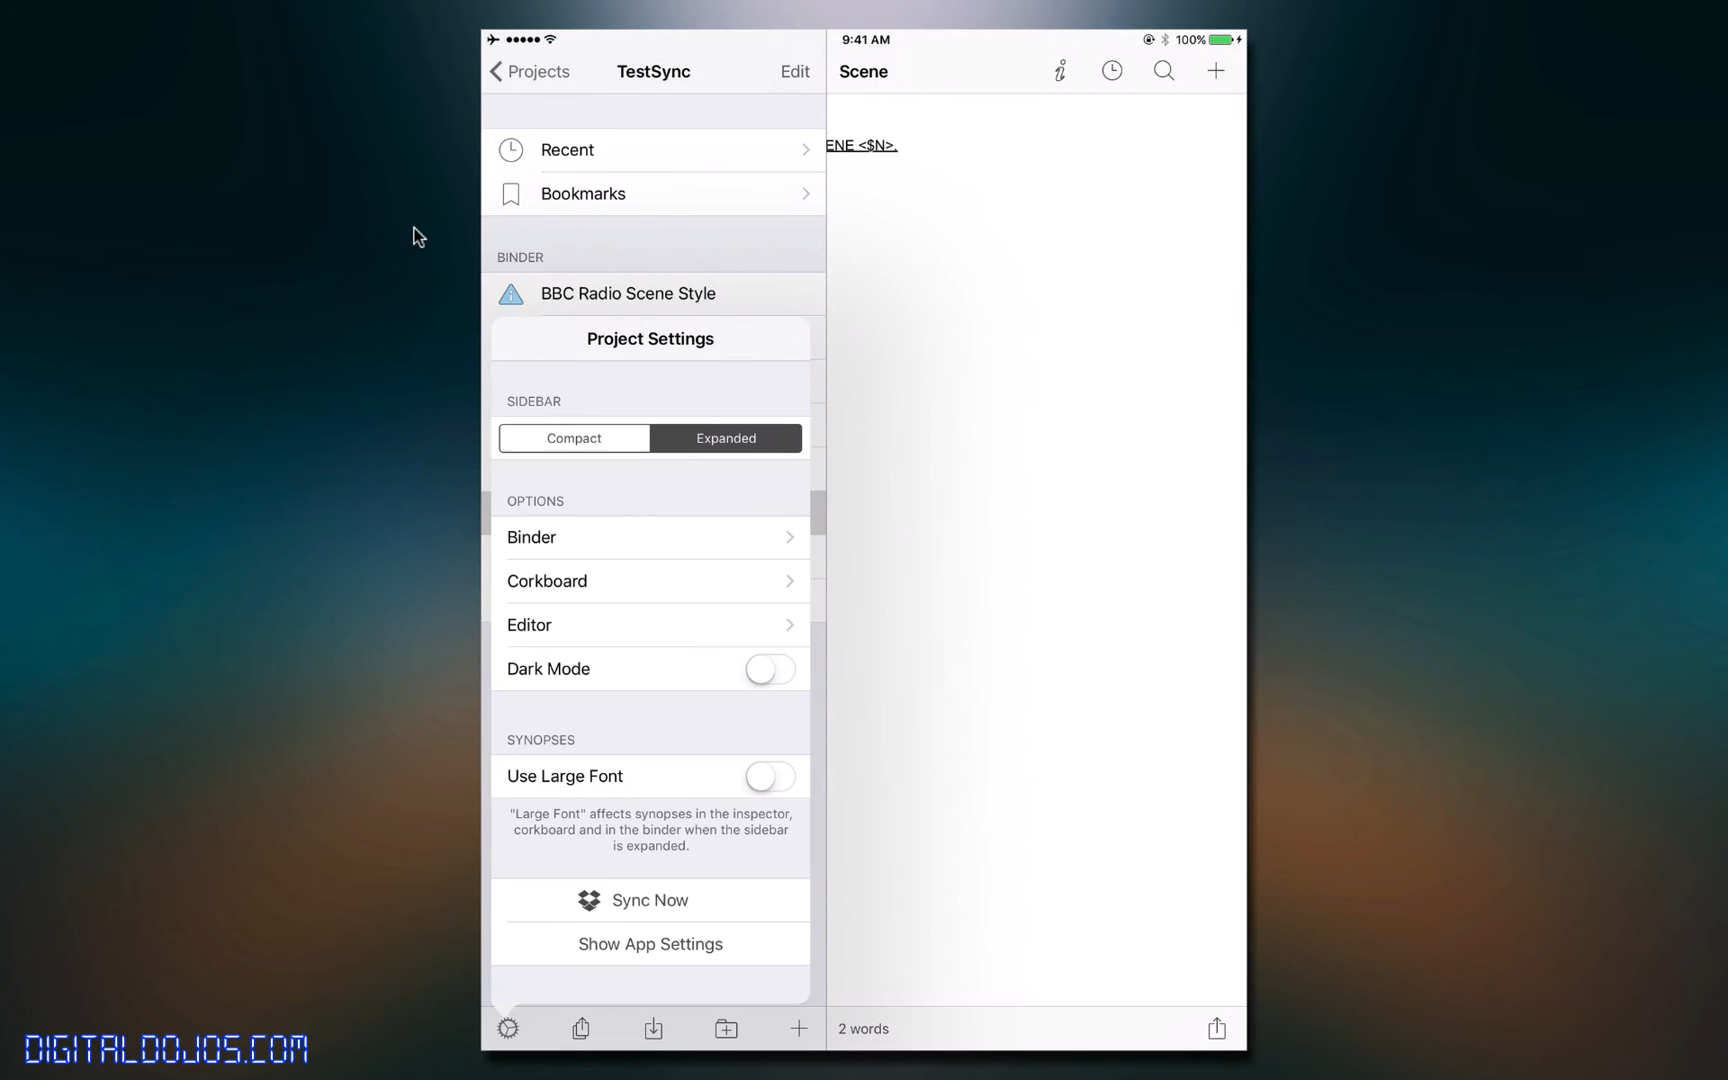 9:41 AM
100%
Projects
TestSync
Edit
Scene
Recent
ENE <$N>.
Bookmarks
BINDER
BBC Radio Scene Style
Project Settings
SIDEBAR
Compact
Expanded
OPTIONS
Binder
Corkboard
Editor
Dark Mode
SYNOPSES
Use Large Font
"Large Font" affects synopses in the inspector,
corkboard and in the binder when the sidebar
is expanded.
Sync Now
Show App Settings
2 words
DIGITALDOJOS.COM